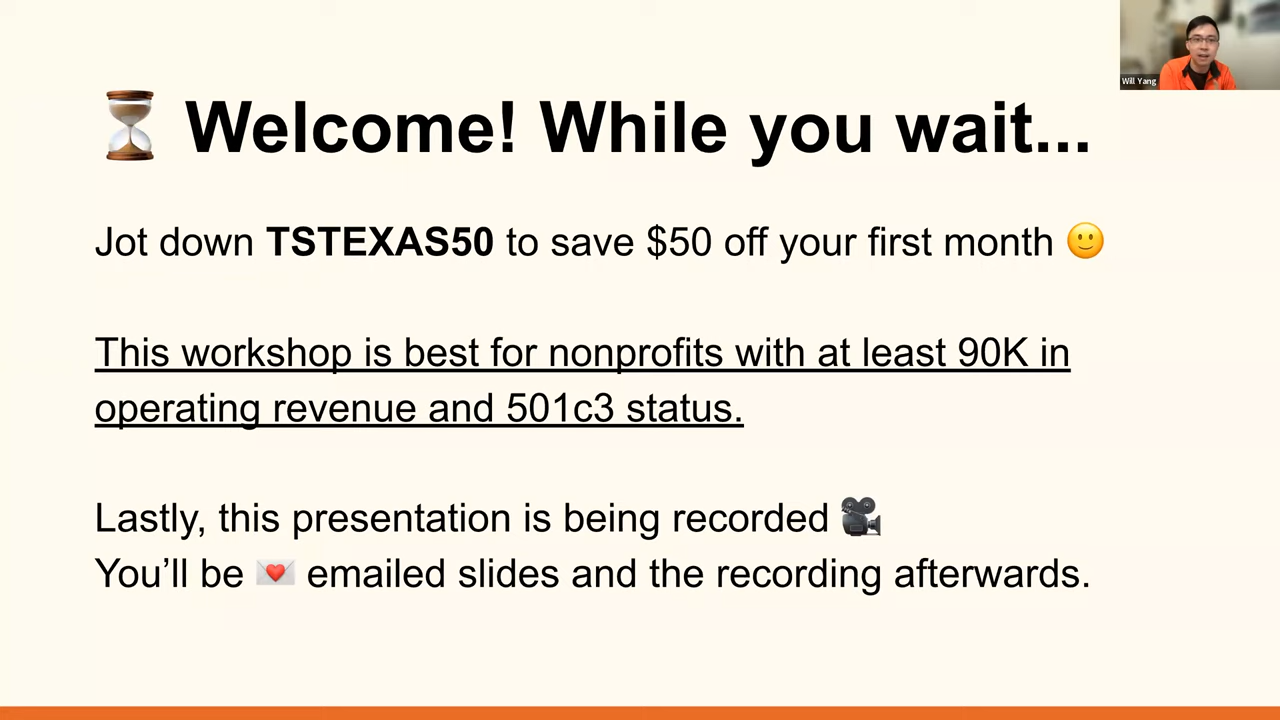 Will Yang
⏳ Welcome! While you wait...
Jot down TSTEXAS50 to save $50 off your first month 🙂
This workshop is best for nonprofits with at least 90K in
operating revenue and 501c3 status.
Lastly, this presentation is being recorded 🎥
You’ll be 💌 emailed slides and the recording afterwards.